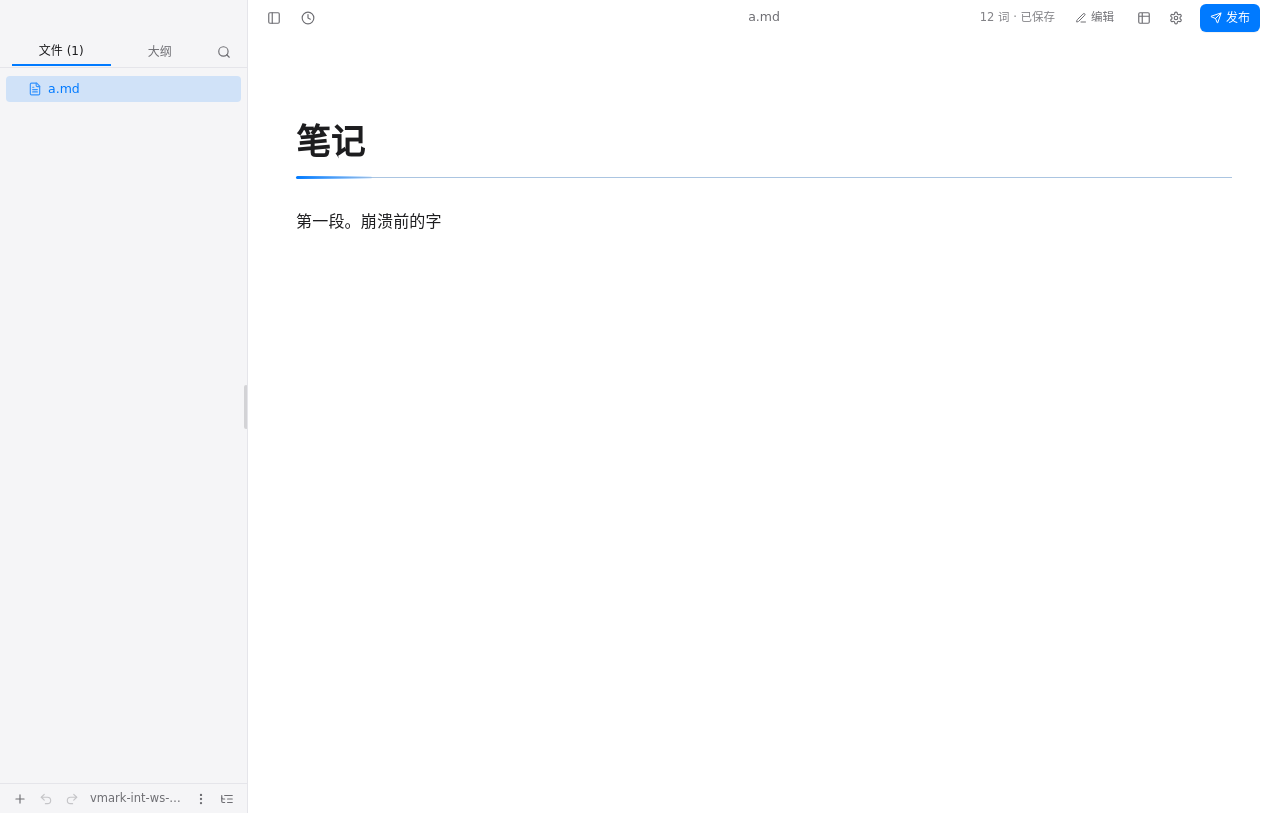 a.md
12 词 · 已保存
编辑
发布
文件 (1)
大纲
a.md
笔记
第一段。崩溃前的字
vmark-int-ws-...